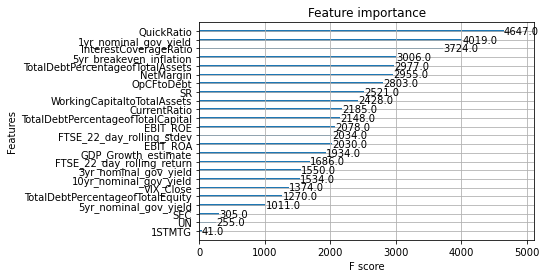 Feature importance
QuickRatio 4647.0
1yr_nominal_gov_yield 4019.0
InterestCoverageRatio 3724.0
5yr_breakeven_inflation 3006.0
TotalDebtPercentageofTotalAssets 2977.0
NetMargin 2955.0
OpCFtoDebt 2803.0
SR 2521.0
WorkingCapitaltoTotalAssets 2428.0
CurrentRatio 2185.0
TotalDebtPercentageofTotalCapital 2148.0
EBIT_ROE 2078.0
FTSE_22_day_rolling_stdev 2034.0
EBIT_ROA 2030.0
GDP_Growth_estimate 1934.0
FTSE_22_day_rolling_return 1686.0
3yr_nominal_gov_yield 1550.0
10yr_nominal_gov_yield 1534.0
VIX_Close 1374.0
TotalDebtPercentageofTotalEquity 1270.0
5yr_nominal_gov_yield 1011.0
SEC 305.0
UN 255.0
1STMTG 41.0
Features
0 1000 2000 3000 4000 5000
F score